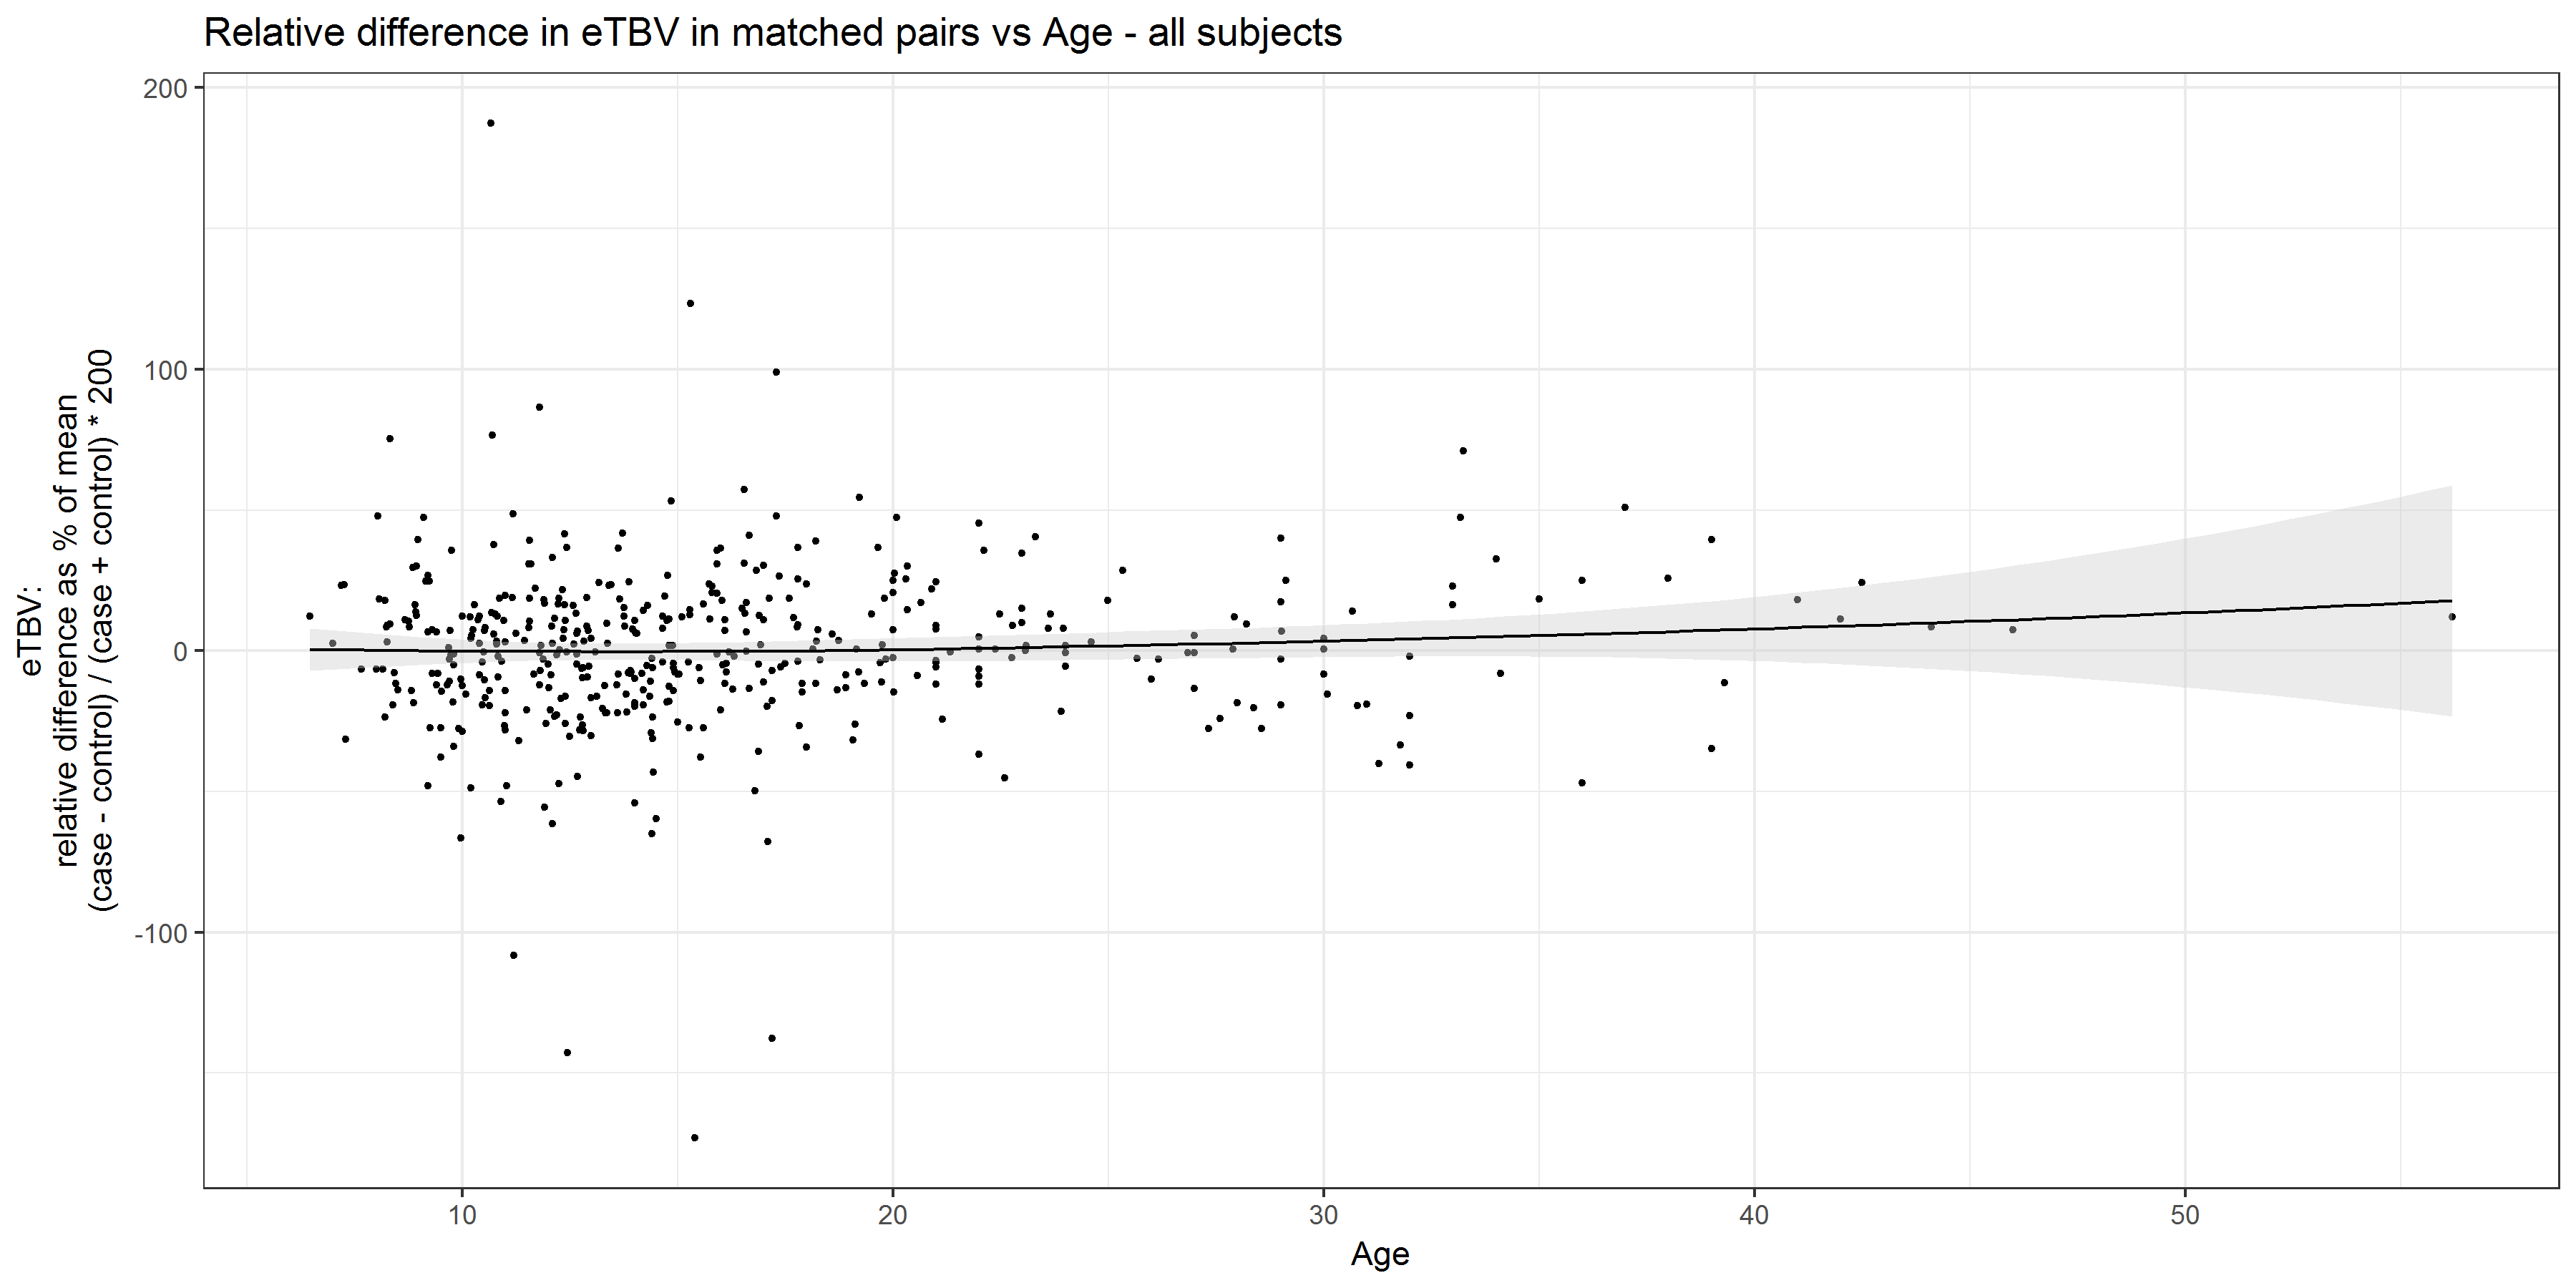 Relative difference in eTBV in matched pairs vs Age - all subjects
eTBV:
relative difference as % of mean
(case - control) / (case + control) * 200
200
100
0
-100
10
20
30
40
50
Age